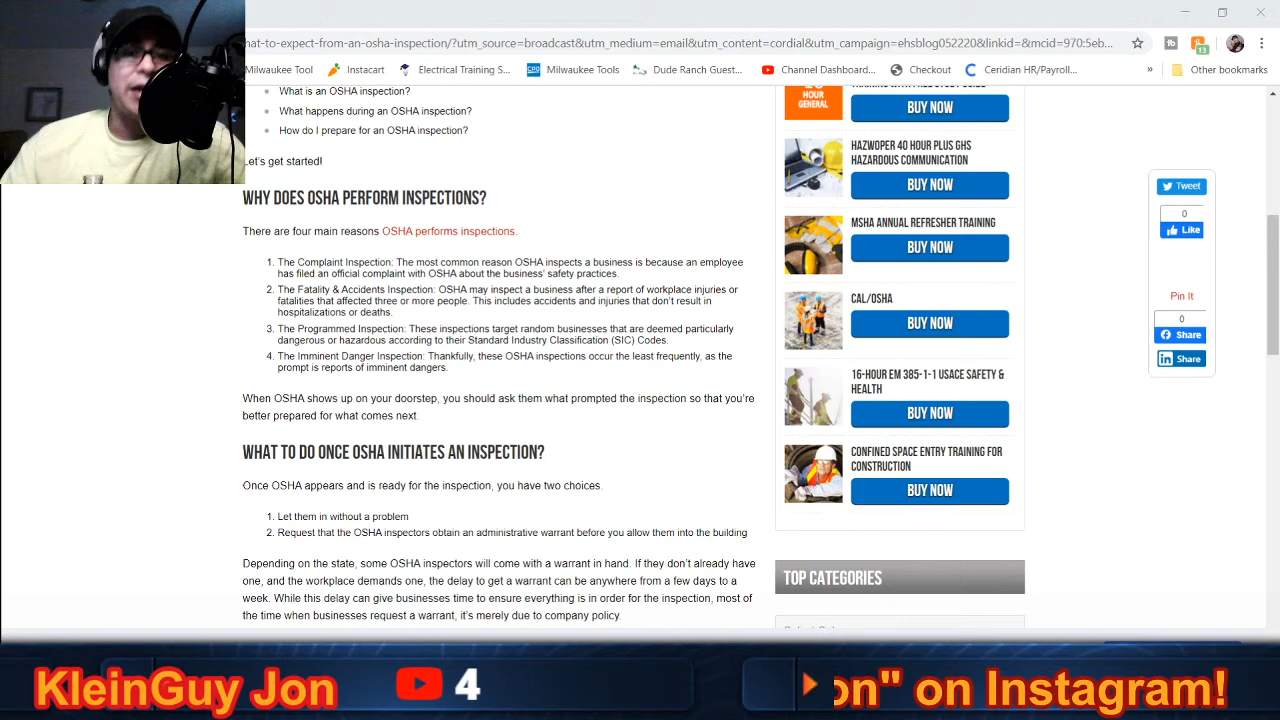 hat-to-expect-from-an-osha-inspection/?utm_source=broadcast&utm_medium=email&utm_content=cordial&utm_campaign=ehsblog052220&linkid=&mcid=970:5eb...
13
Milwaukee Tool
Instacart
Electrical Training S...
CPO
Milwaukee Tools
Dude Ranch Guest...
Channel Dashboard...
Checkout
Ceridian HR/Payroll...
»
Other bookmarks
What is an OSHA inspection?
What happens during an OSHA inspection?
How do I prepare for an OSHA inspection?
Let's get started!
WHY DOES OSHA PERFORM INSPECTIONS?
There are four main reasons OSHA performs inspections.
1. The Complaint Inspection: The most common reason OSHA inspects a business is because an employee
has filed an official complaint with OSHA about the business' safety practices.
2. The Fatality & Accidents Inspection: OSHA may inspect a business after a report of workplace injuries or
fatalities that affected three or more people. This includes accidents and injuries that don't result in
hospitalizations or deaths.
3. The Programmed Inspection: These inspections target random businesses that are deemed particularly
dangerous or hazardous according to their Standard Industry Classification (SIC) Codes.
4. The Imminent Danger Inspection: Thankfully, these OSHA inspections occur the least frequently, as the
prompt is reports of imminent dangers.
When OSHA shows up on your doorstep, you should ask them what prompted the inspection so that you're
better prepared for what comes next.
WHAT TO DO ONCE OSHA INITIATES AN INSPECTION?
Once OSHA appears and is ready for the inspection, you have two choices.
1. Let them in without a problem
2. Request that the OSHA inspectors obtain an administrative warrant before you allow them into the building
Depending on the state, some OSHA inspectors will come with a warrant in hand. If they don't already have
one, and the workplace demands one, the delay to get a warrant can be anywhere from a few days to a
week. While this delay can give businesses time to ensure everything is in order for the inspection, most of
the time when businesses request a warrant, it's merely due to company policy.
HOUR
GENERAL
BUY NOW
HAZWOPER 40 HOUR PLUS GHS
HAZARDOUS COMMUNICATION
BUY NOW
MSHA ANNUAL REFRESHER TRAINING
BUY NOW
CAL/OSHA
BUY NOW
16-HOUR EM 385-1-1 USACE SAFETY &
HEALTH
BUY NOW
CONFINED SPACE ENTRY TRAINING FOR
CONSTRUCTION
BUY NOW
TOP CATEGORIES
Tweet
0
Like
Pin It
0
Share
Share
KleinGuy Jon
4
on" on Instagram!